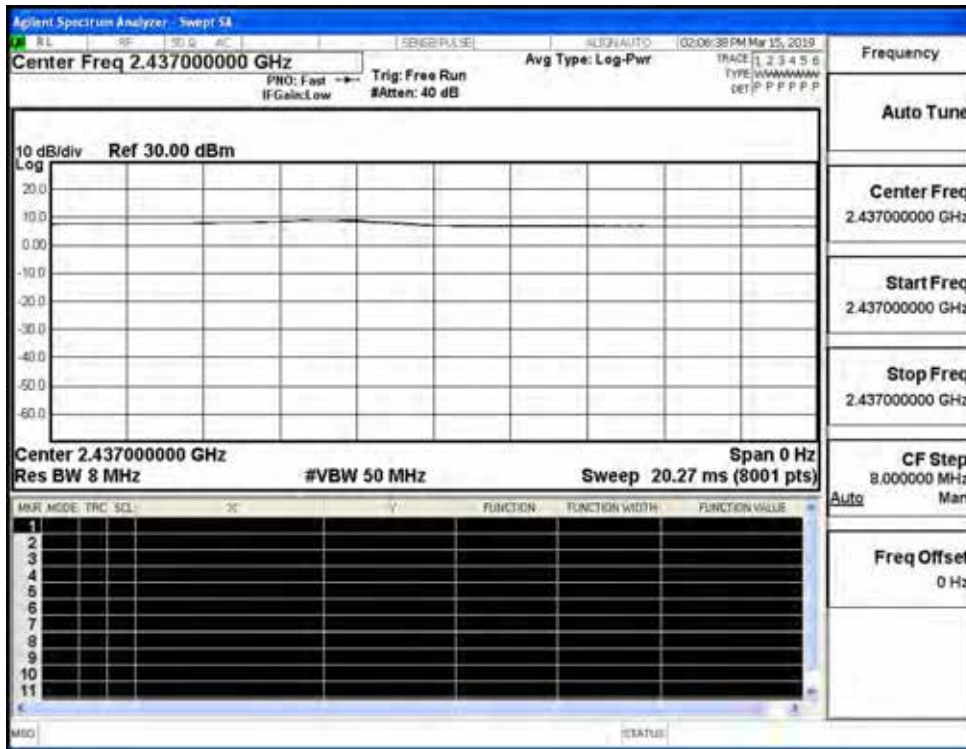 Agilent Spectrum Analyzer - Swept SA
RL RF 50 Ω AC SENSE:PULSE ALIGN AUTO 02:06:38 PM Mar 15, 2019
Center Freq 2.437000000 GHz
Avg Type: Log-Pwr
TRACE 1 2 3 4 5 6
PNO: Fast Trig: Free Run
TYPE WWWWWW
IFGain:Low #Atten: 40 dB
DET P P P P P P
10 dB/div Ref 30.00 dBm
Log
20.0
10.0
0.00
-10.0
-20.0
-30.0
-40.0
-50.0
-60.0
Center 2.437000000 GHz Span 0 Hz
Res BW 8 MHz #VBW 50 MHz Sweep 20.27 ms (8001 pts)
MKR MODE TRC SCL X Y FUNCTION FUNCTION WIDTH FUNCTION VALUE
1
2
3
4
5
6
7
8
9
10
11
MSG STATUS
Frequency
Auto Tune
Center Freq
2.437000000 GHz
Start Freq
2.437000000 GHz
Stop Freq
2.437000000 GHz
CF Step
8.000000 MHz
Auto Man
Freq Offset
0 Hz